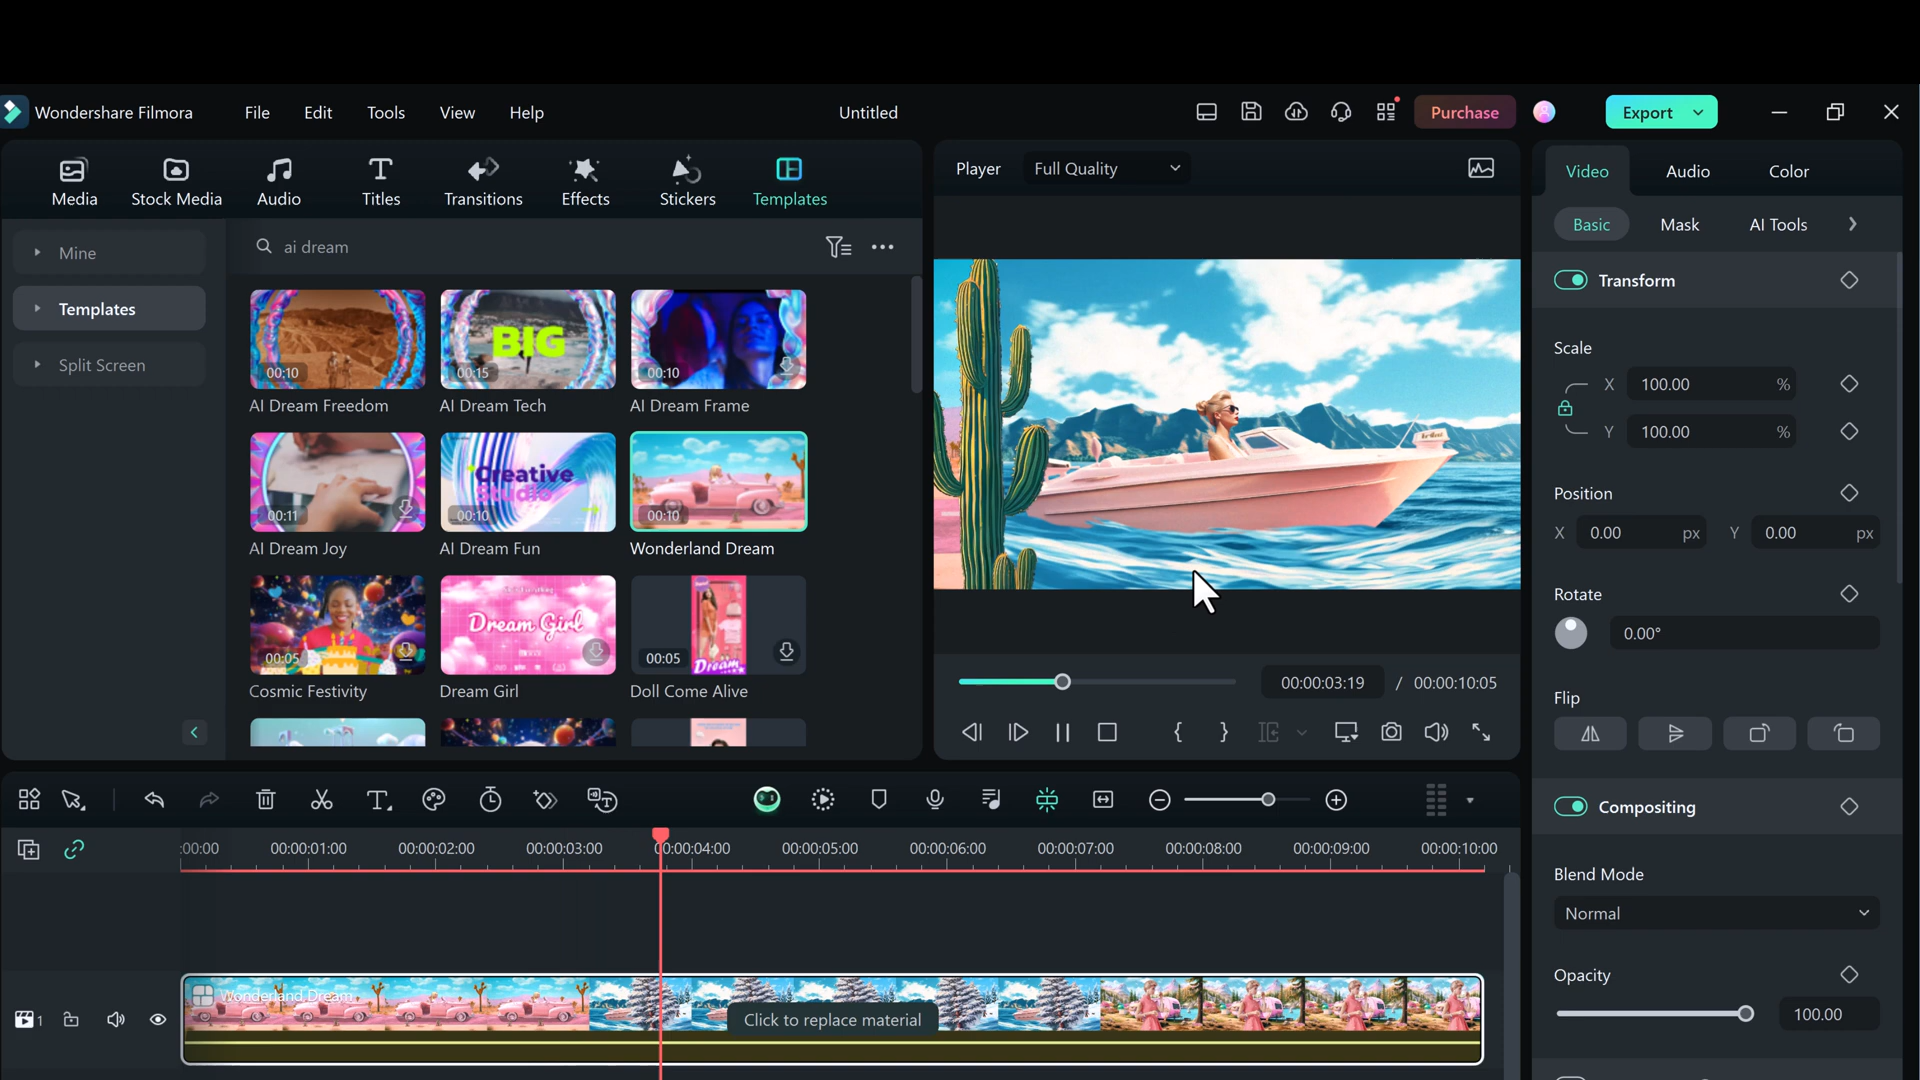 Wondershare Filmora File Edit Tools View Help Untitled Purchase Export
Media Stock Media Audio Titles Transitions Effects Stickers Templates
Mine
Templates
Split Screen
ai dream
00:10
AI Dream Freedom
BIG
00:15
AI Dream Tech
00:10
AI Dream Frame
00:11
AI Dream Joy
Creative
Studio
00:10
AI Dream Fun
00:10
Wonderland Dream
00:05
Cosmic Festivity
Dream Girl
Dream Girl
00:05
Dream
Doll Come Alive
Player Full Quality
00:00:03:19 / 00:00:10:05
Video Audio Color
Basic Mask AI Tools
Transform
Scale
X 100.00 %
Y 100.00 %
Position
X 0.00 px Y 0.00 px
Rotate
0.00°
Flip
Compositing
Blend Mode
Normal
Opacity
100.00
:00:00 00:00:01:00 00:00:02:00 00:00:03:00 00:00:04:00 00:00:05:00 00:00:06:00 00:00:07:00 00:00:08:00 00:00:09:00 00:00:10:00
Wonderland Dream
Click to replace material
1